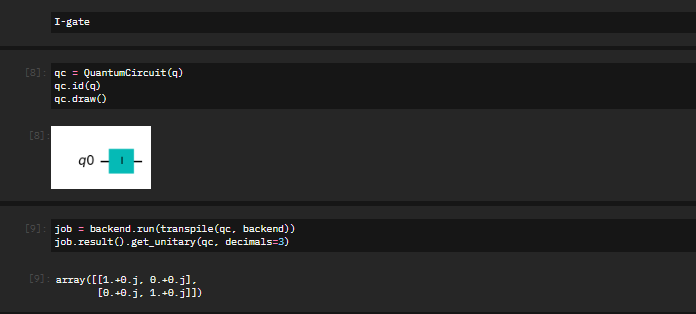 I-gate
[8]: qc = QuantumCircuit(q)
qc.id(q)
qc.draw()
[8]:
q0 I
[9]: job = backend.run(transpile(qc, backend))
job.result().get_unitary(qc, decimals=3)
[9]: array([[1.+0.j, 0.+0.j],
[0.+0.j, 1.+0.j]])